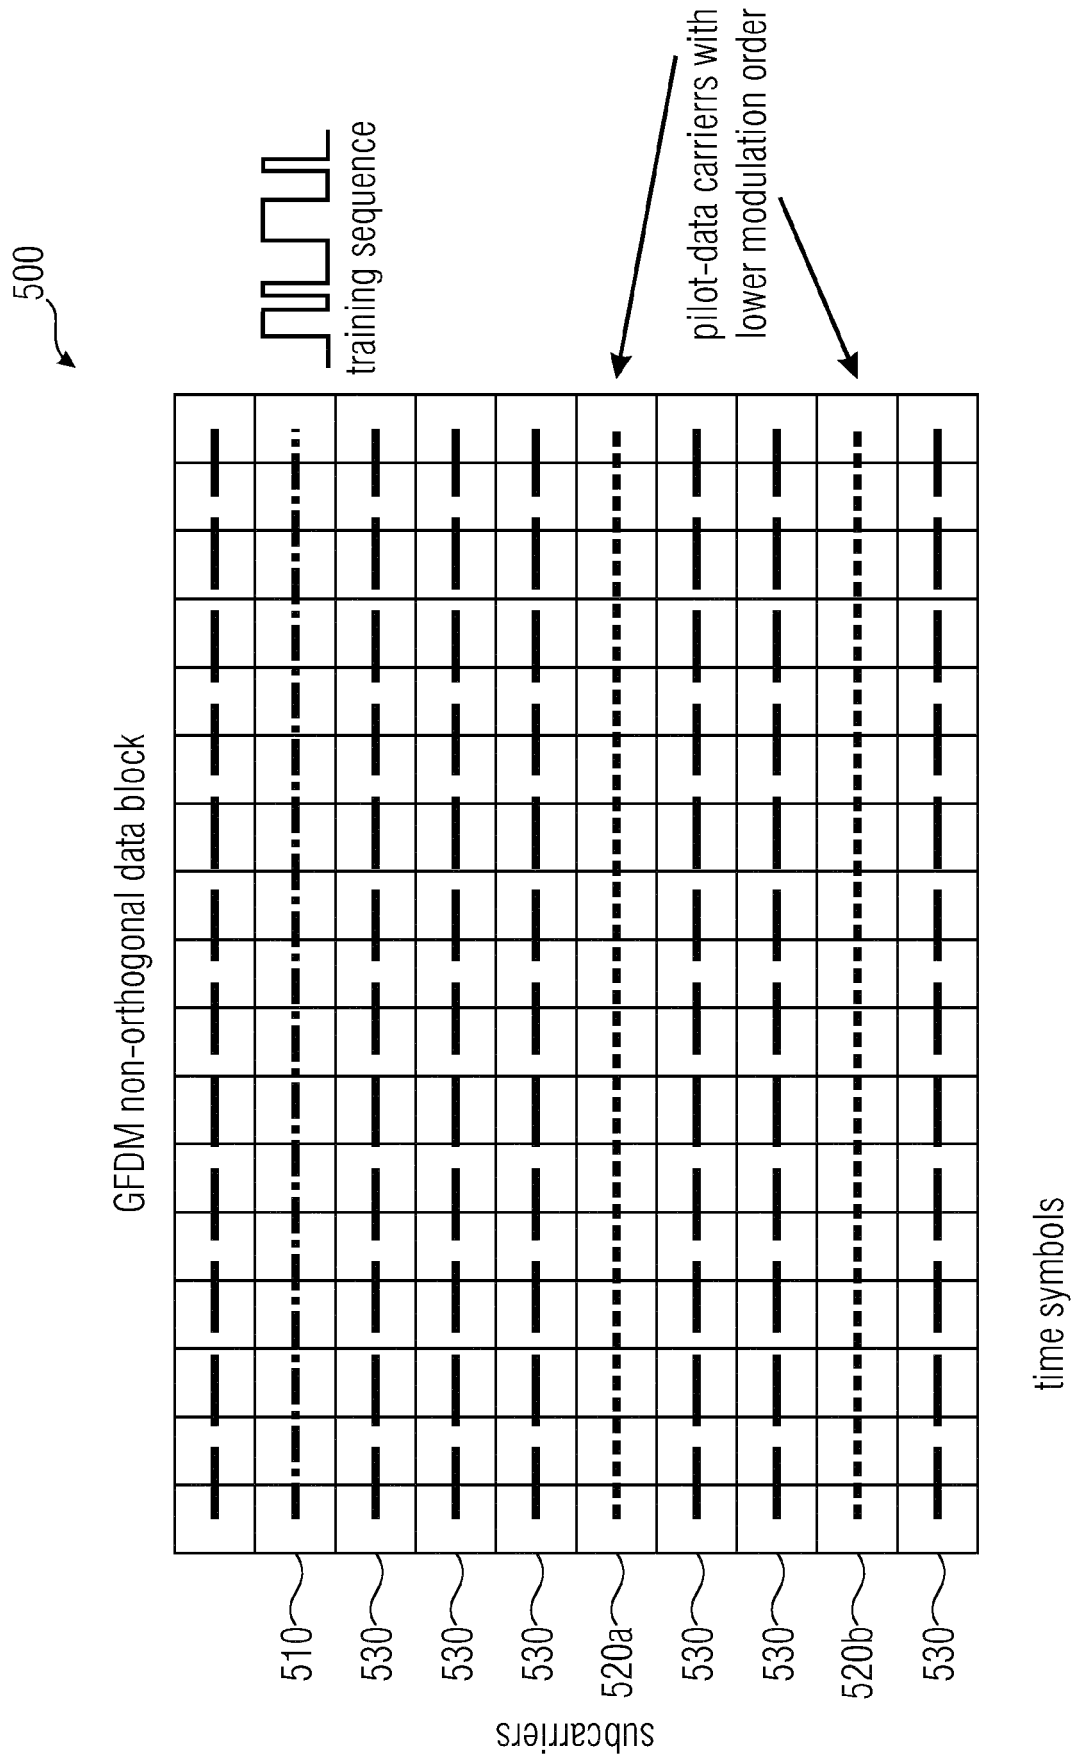 500
GFDM non-orthogonal data block
training sequence
pilot-data carierrs with
lower modulation order
510
530
530
530
520a
530
530
520b
530
subcarriers
time symbols